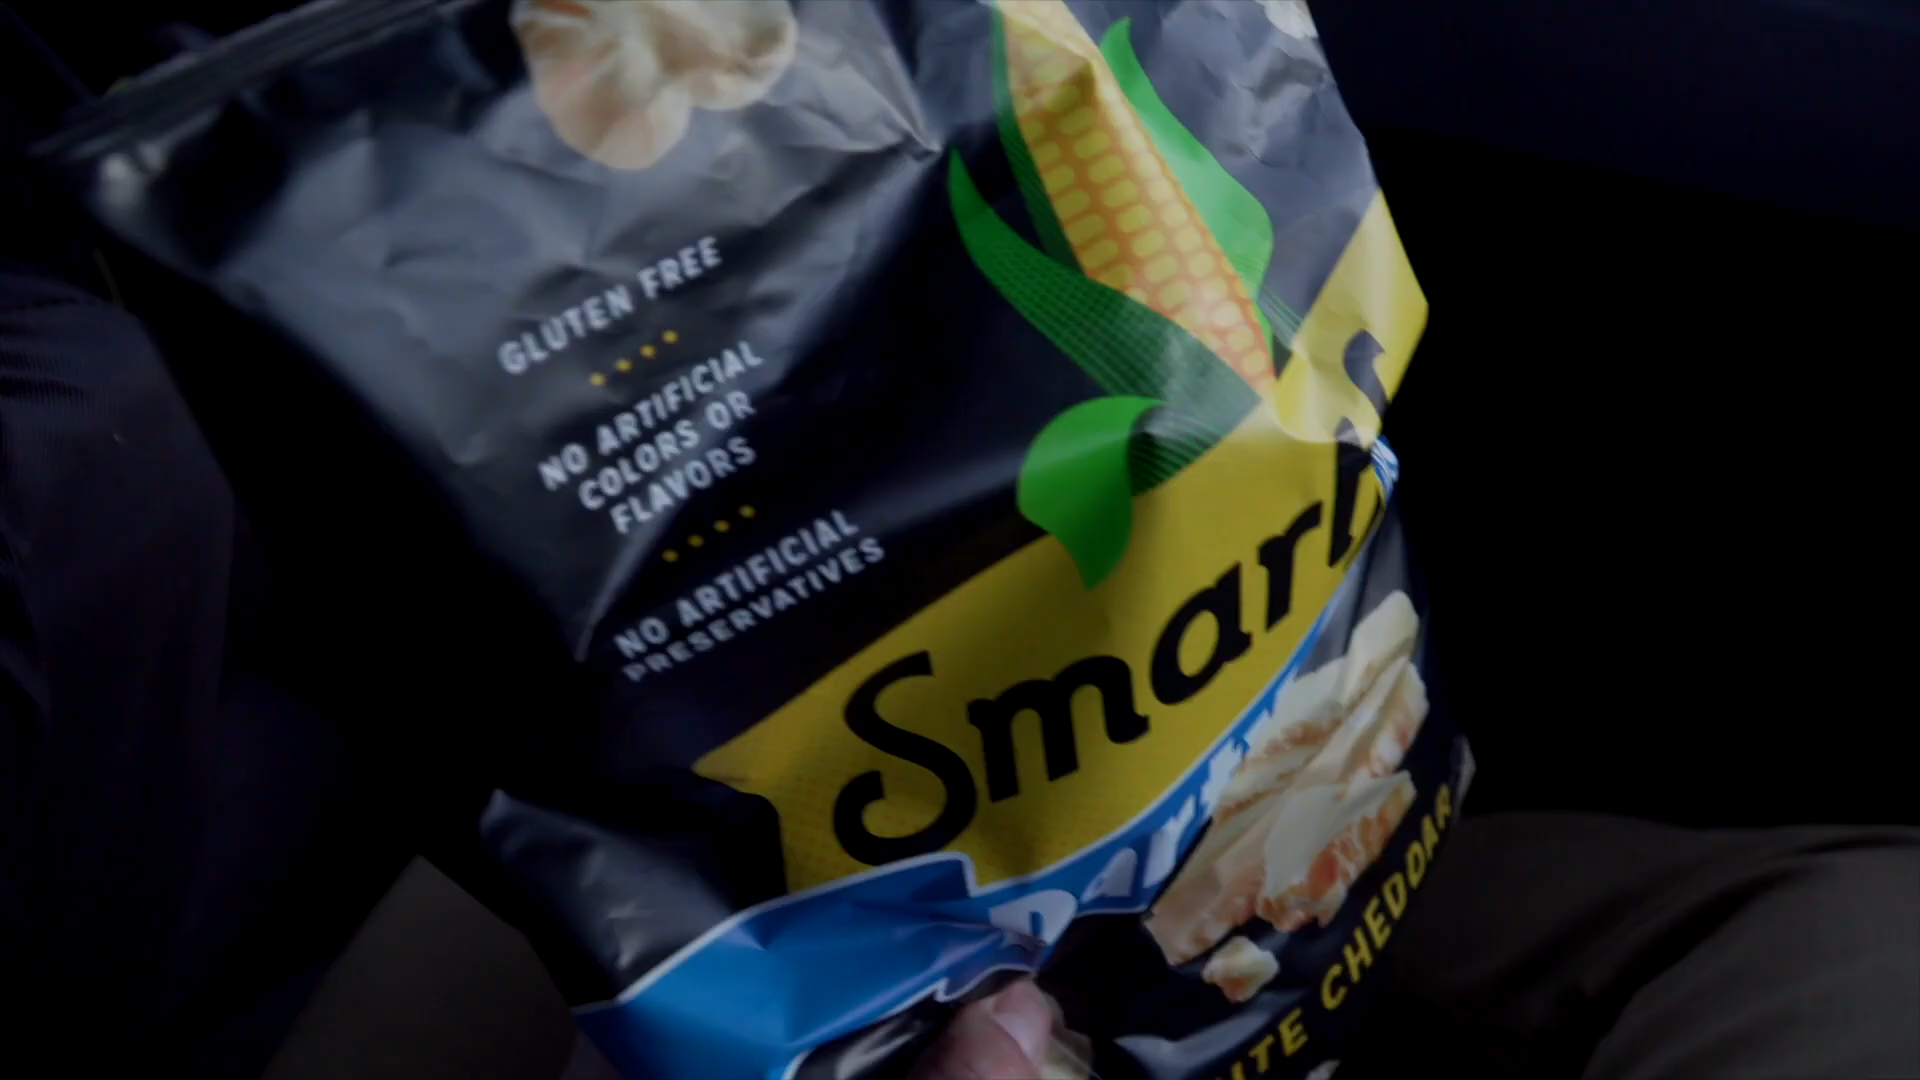 GLUTEN FREE
NO ARTIFICIAL
COLORS OR
FLAVORS
NO ARTIFICIAL
PRESERVATIVES
Smart
CHEDDAR